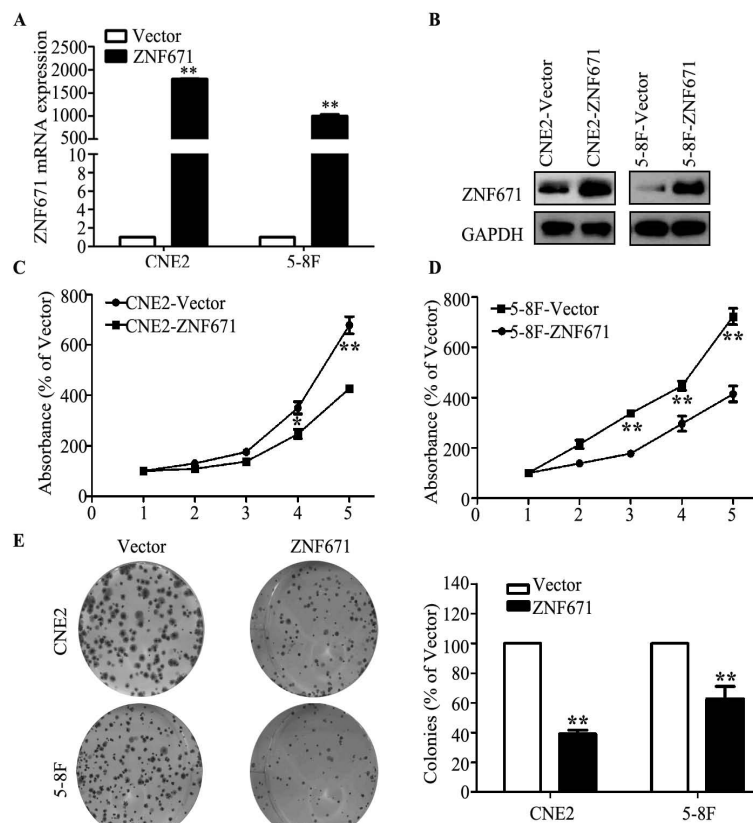 A
Vector
ZNF671
ZNF671 mRNA expression
2500
2000
1500
1000
500
10
8
6
4
2
0
**
**
CNE2
5-8F
B
CNE2-Vector
CNE2-ZNF671
5-8F-Vector
5-8F-ZNF671
ZNF671
GAPDH
C
CNE2-Vector
CNE2-ZNF671
Absorbance (% of Vector)
800
600
400
200
0
*
**
0 1 2 3 4 5
D
5-8F-Vector
5-8F-ZNF671
Absorbance (% of Vector)
800
600
400
200
0
**
**
**
0 1 2 3 4 5
E
Vector
ZNF671
CNE2
5-8F
Vector
ZNF671
Colonies (% of Vector)
140
120
100
80
60
40
20
0
**
**
CNE2
5-8F